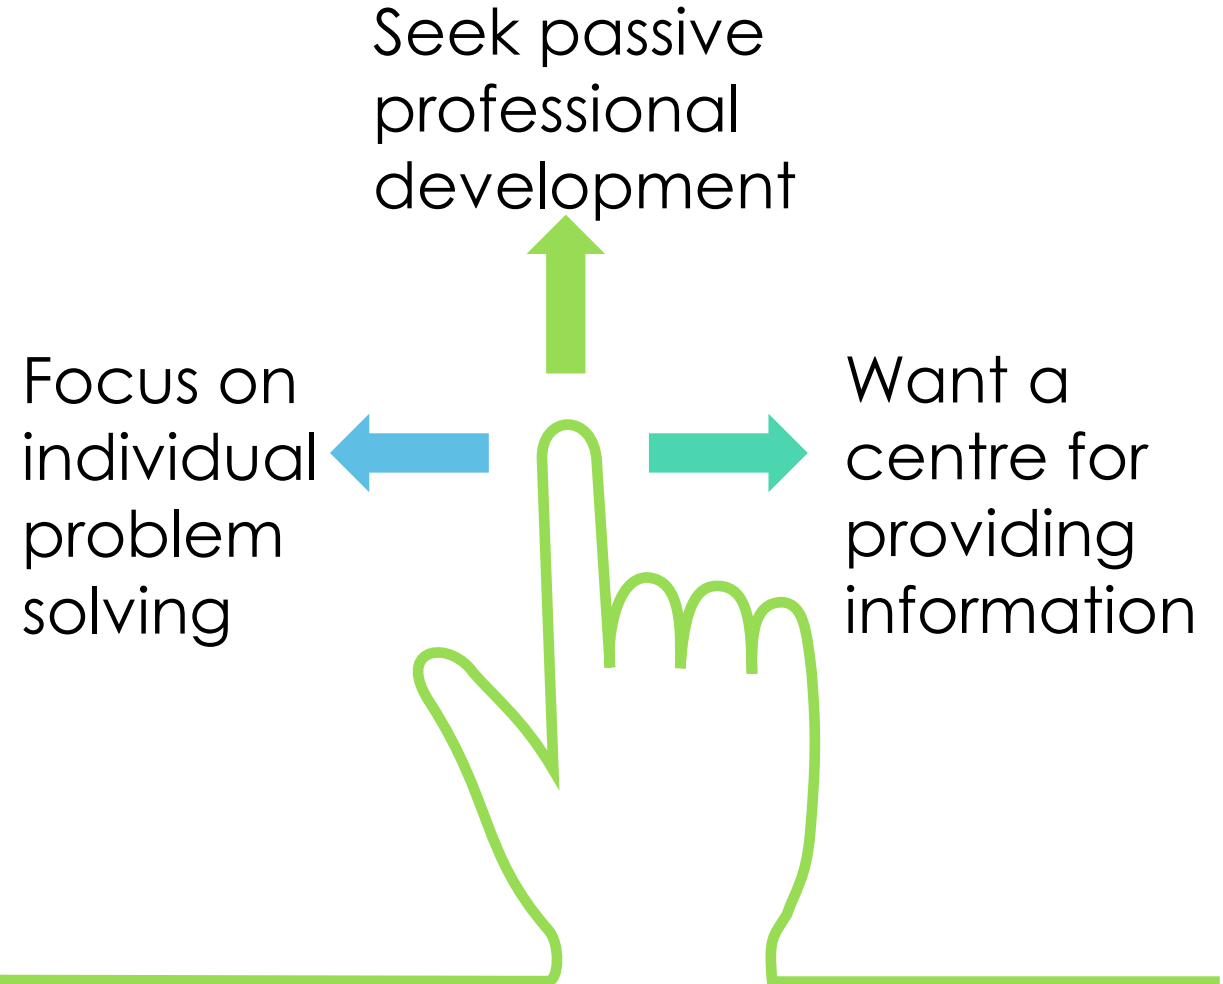 Seek passive
professional
development
Focus on
individual
problem
solving
Want a
centre for
providing
information